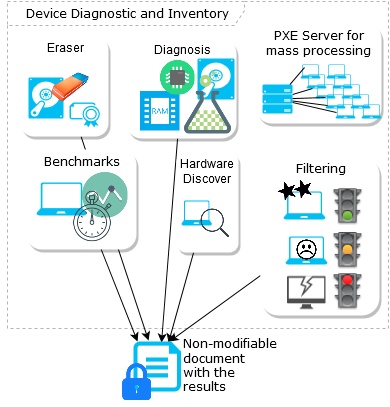 Device Diagnostic and Inventory
Eraser
Diagnosis
RAM
PXE Server for
mass processing
Benchmarks
Hardware
Discover
Filtering
Non-modifiable
document
with the
results